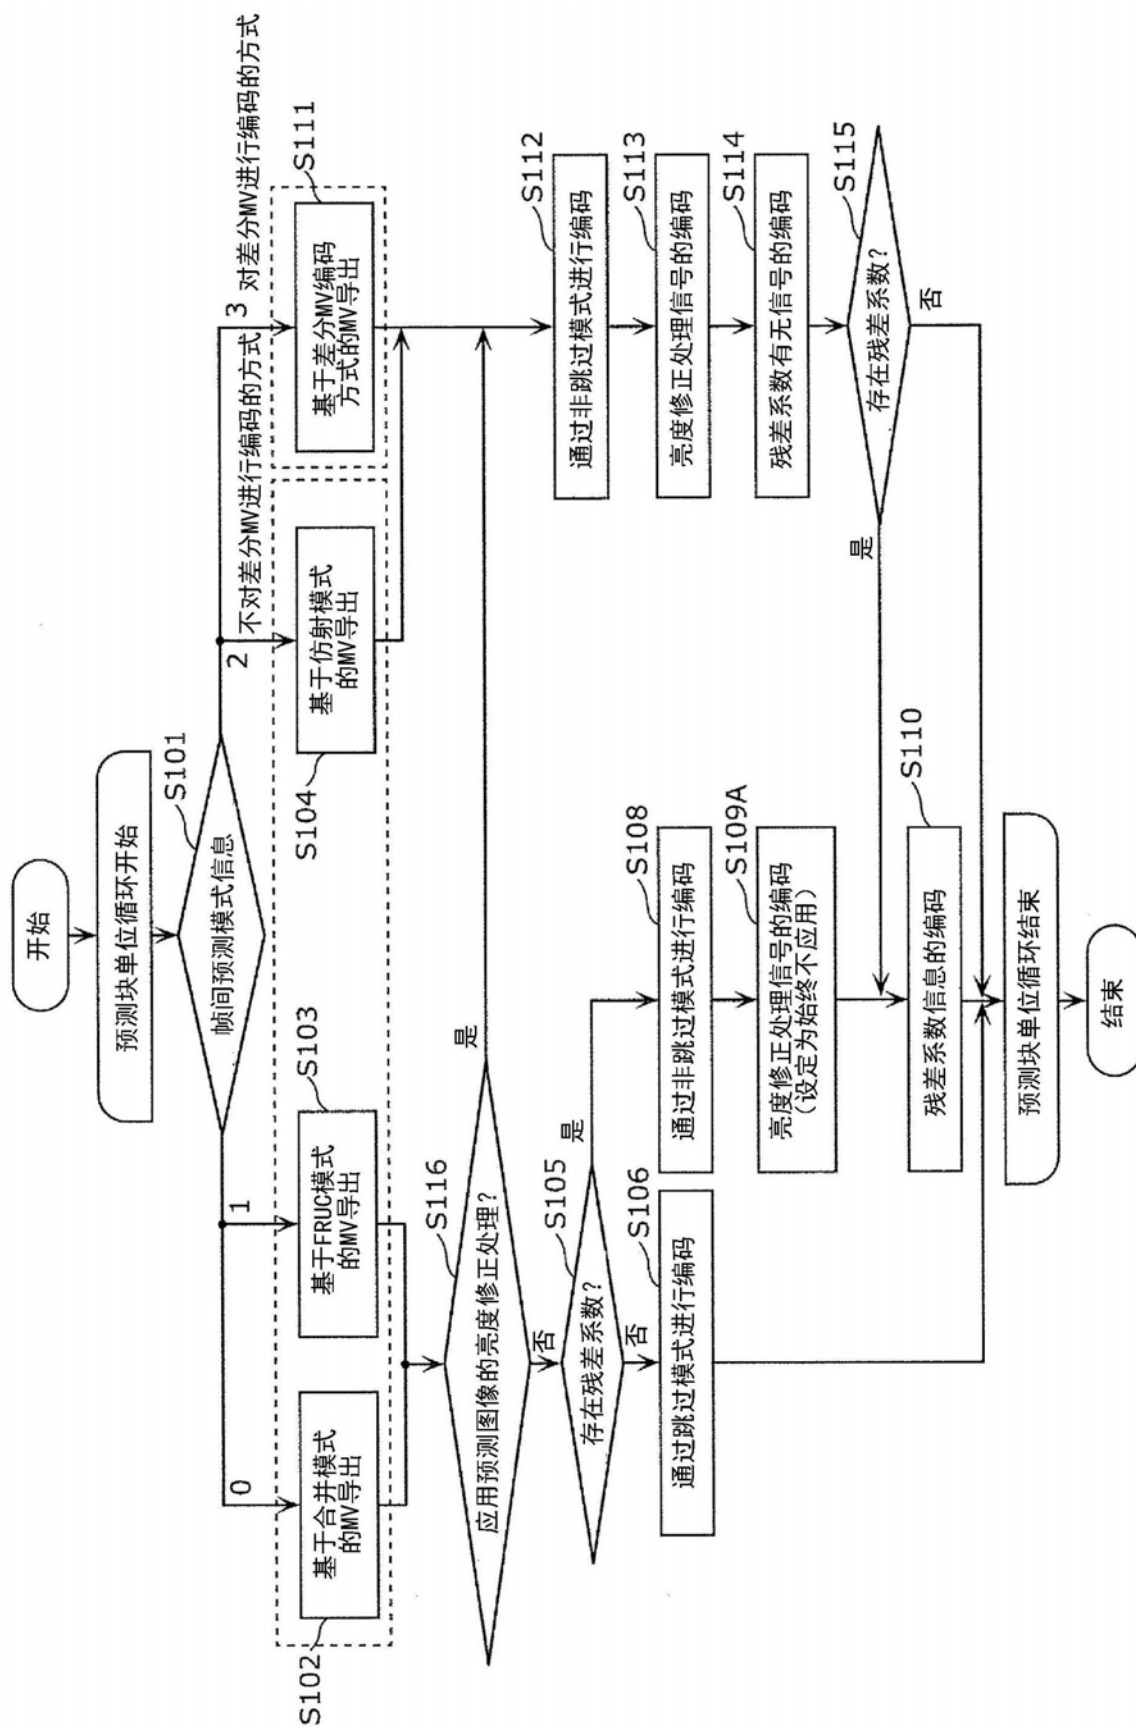 开始
预测块单位循环开始
S101
帧间预测模式信息
0
1
2
不对差分MV进行编码的方式
3
对差分MV进行编码的方式
S102
基于合并模式
的MV导出
S103
基于FRUC模式
的MV导出
S104
基于仿射模式
的MV导出
S111
基于差分MV编码
方式的MV导出
S116
应用预测图像的亮度修正处理?
是
否
S105
存在残差系数?
是
否
S106
通过跳过模式进行编码
S108
通过非跳过模式进行编码
S109A
亮度修正处理信号的编码
(设定为始终不应用)
S112
通过非跳过模式进行编码
S113
亮度修正处理信号的编码
S114
残差系数有无信号的编码
S115
存在残差系数?
是
否
S110
残差系数信息的编码
预测块单位循环结束
结束